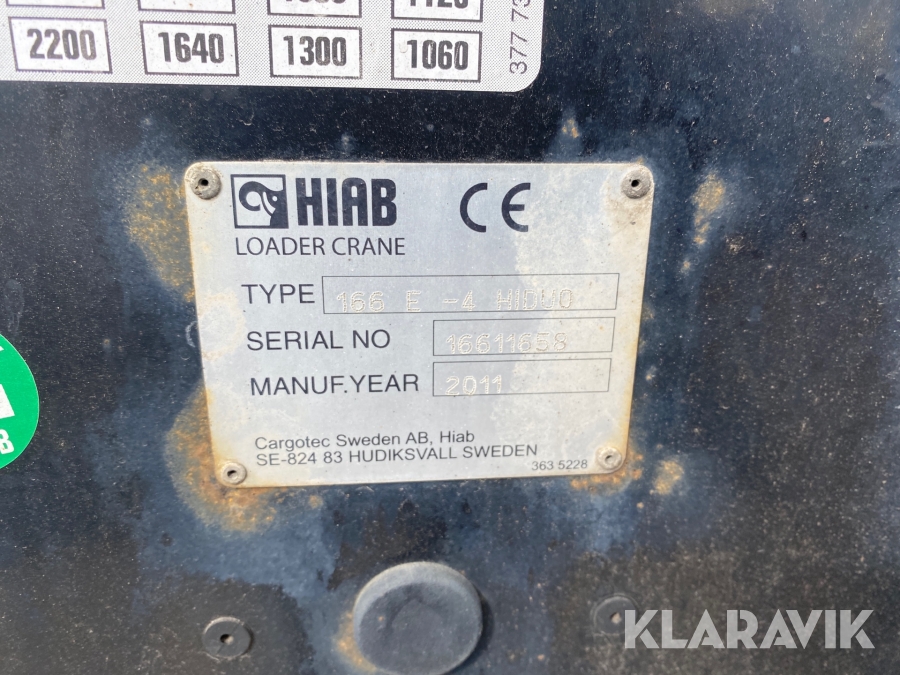 2200 1640 1300 1060
377 73
HIAB CE
LOADER CRANE
TYPE 166 E -4 HIDUO
SERIAL NO 16611658
MANUF.YEAR 2011
Cargotec Sweden AB, Hiab
SE-824 83 HUDIKSVALL SWEDEN
363 5228
B
KLARAVIK